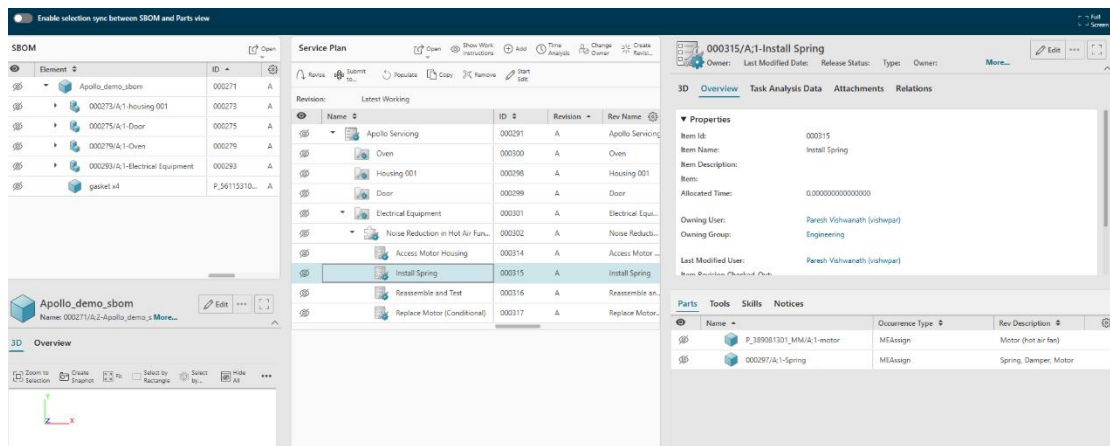 Enable selection sync between SBOM and Parts view
Full Screen
SBOM
Open
Element
ID
Apollo_demo_sbom 000271 A
000273/A;1-housing 001 000273 A
000275/A;1-Door 000275 A
000279/A;1-Oven 000279 A
000293/A;1-Electrical Equipment 000293 A
gasket x4 P_56115310... A
Apollo_demo_sbom
Name: 000271/A;2-Apollo_demo_s More...
Edit
3D Overview
Zoom to Selection Create Snaphot Fit Select by Rectangle Select by... Hide All
Y
Z X
Service Plan
Open Show Work Instructions Add Time Analysis Change Owner Create Revisi...
Revise Submit to... Populate Copy Remove Start Edit
Revision: Latest Working
Name ID Revision Rev Name
Apollo Servicing 000291 A Apollo Servicing
Oven 000300 A Oven
Housing 001 000298 A Housing 001
Door 000299 A Door
Electrical Equipment 000301 A Electrical Equi...
Noise Reduction in Hot Air Fun... 000302 A Noise Reducti...
Access Motor Housing 000314 A Access Motor ...
Install Spring 000315 A Install Spring
Reassemble and Test 000316 A Reassemble an...
Replace Motor (Conditional) 000317 A Replace Motor...
000315/A;1-Install Spring
Owner: Last Modified Date: Release Status: Type: Owner: More...
Edit
3D Overview Task Analysis Data Attachments Relations
Properties
Item Id: 000315
Item Name: Install Spring
Item Description:
Item:
Allocated Time: 0.000000000000000
Owning User: Paresh Vishwanath (vishwpar)
Owning Group: Engineering
Last Modified User: Paresh Vishwanath (vishwpar)
Item Revision Checked-Out:
Parts Tools Skills Notices
Name Occurrence Type Rev Description
P_389081301_MM/A;1-motor MEAssign Motor (hot air fan)
000297/A;1-Spring MEAssign Spring, Damper, Motor